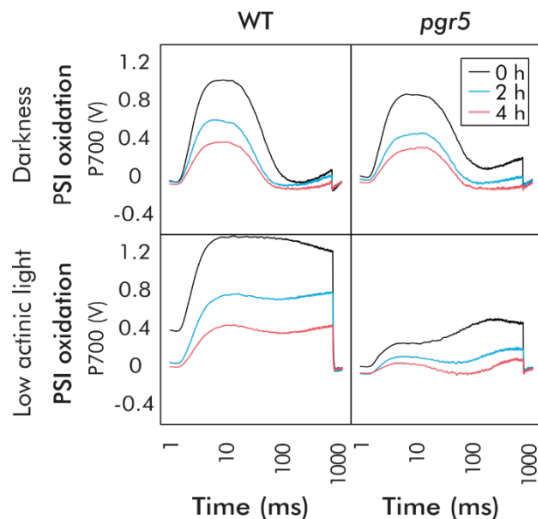 WT
pgr5
Darkness
PSI oxidation
P700 (V)
1.2
0.8
0.4
0
-0.4
0 h
2 h
4 h
Low actinic light
PSI oxidation
P700 (V)
1.2
0.8
0.4
0
-0.4
1
10
100
1000
1
10
100
1000
Time (ms)
Time (ms)